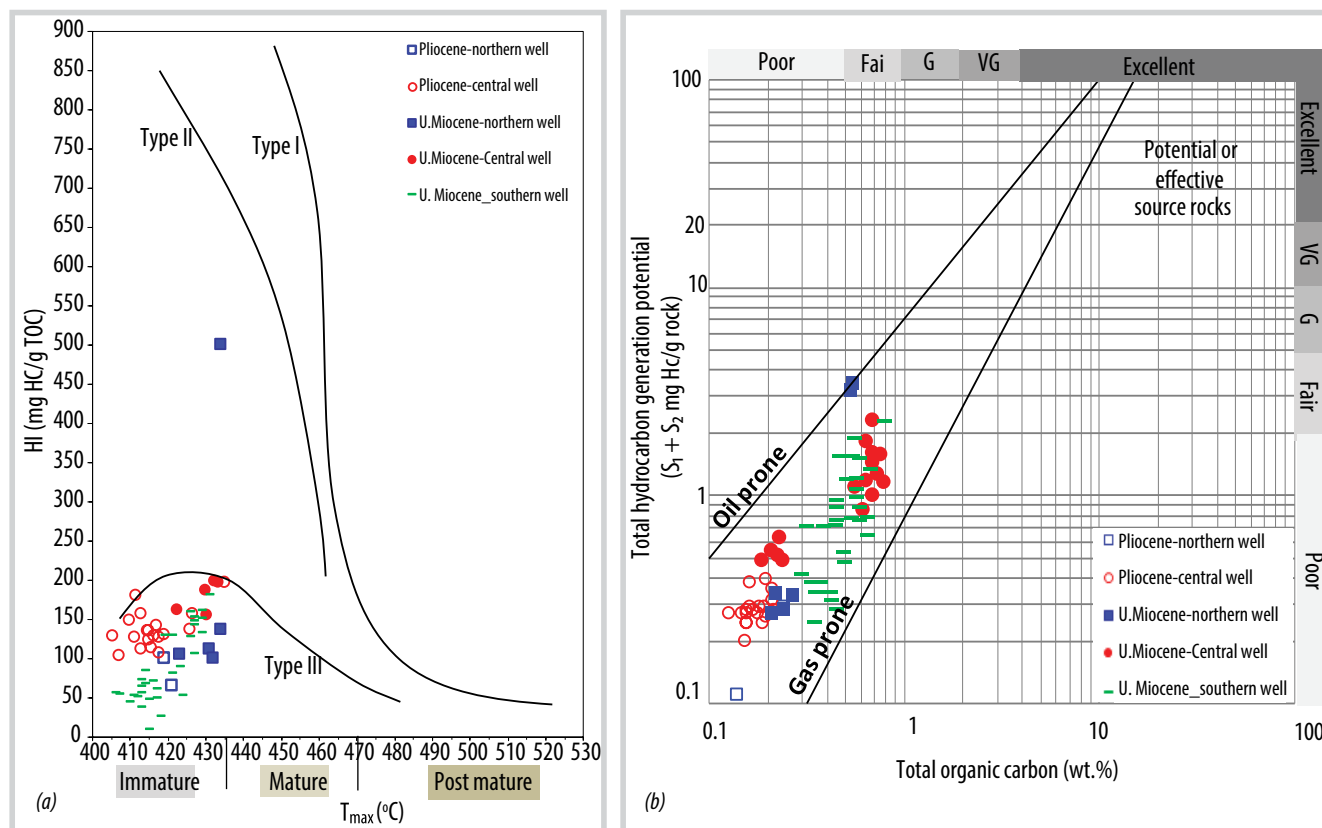 900
850
800
750
700
650
600
550
500
450
400
350
300
250
200
150
100
50
0
HI (mg HC/g TOC)
Type II
Type I
Type III
Pliocene-northern well
Pliocene-central well
U.Miocene-northern well
U.Miocene-Central well
U. Miocene_southern well
400 410 420 430 440 450 460 470 480 490 500 510 520 530
Immature
Mature
Post mature
Tmax (°C)
(a)
Poor
Fai
G
VG
Excellent
100
20
10
1
0.1
Total hydrocarbon generation potential
(S1 + S2 mg Hc/g rock)
Potential or
effective
source rocks
Oil prone
Gas prone
Excellent
VG
G
Fair
Poor
Pliocene-northern well
Pliocene-central well
U.Miocene-northern well
U.Miocene-Central well
U. Miocene_southern well
0.1 1 10 100
Total organic carbon (wt.%)
(b)